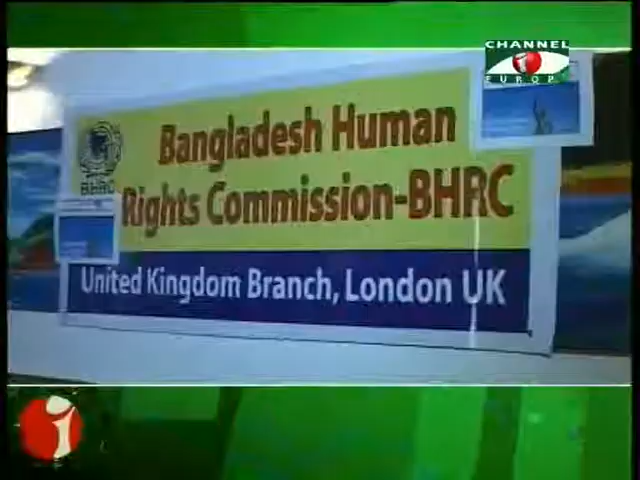 CHANNEL
i
EUROPE
Bangladesh Human
Rights Commission-BHRC
BHRC
United Kingdom Branch, London UK
i